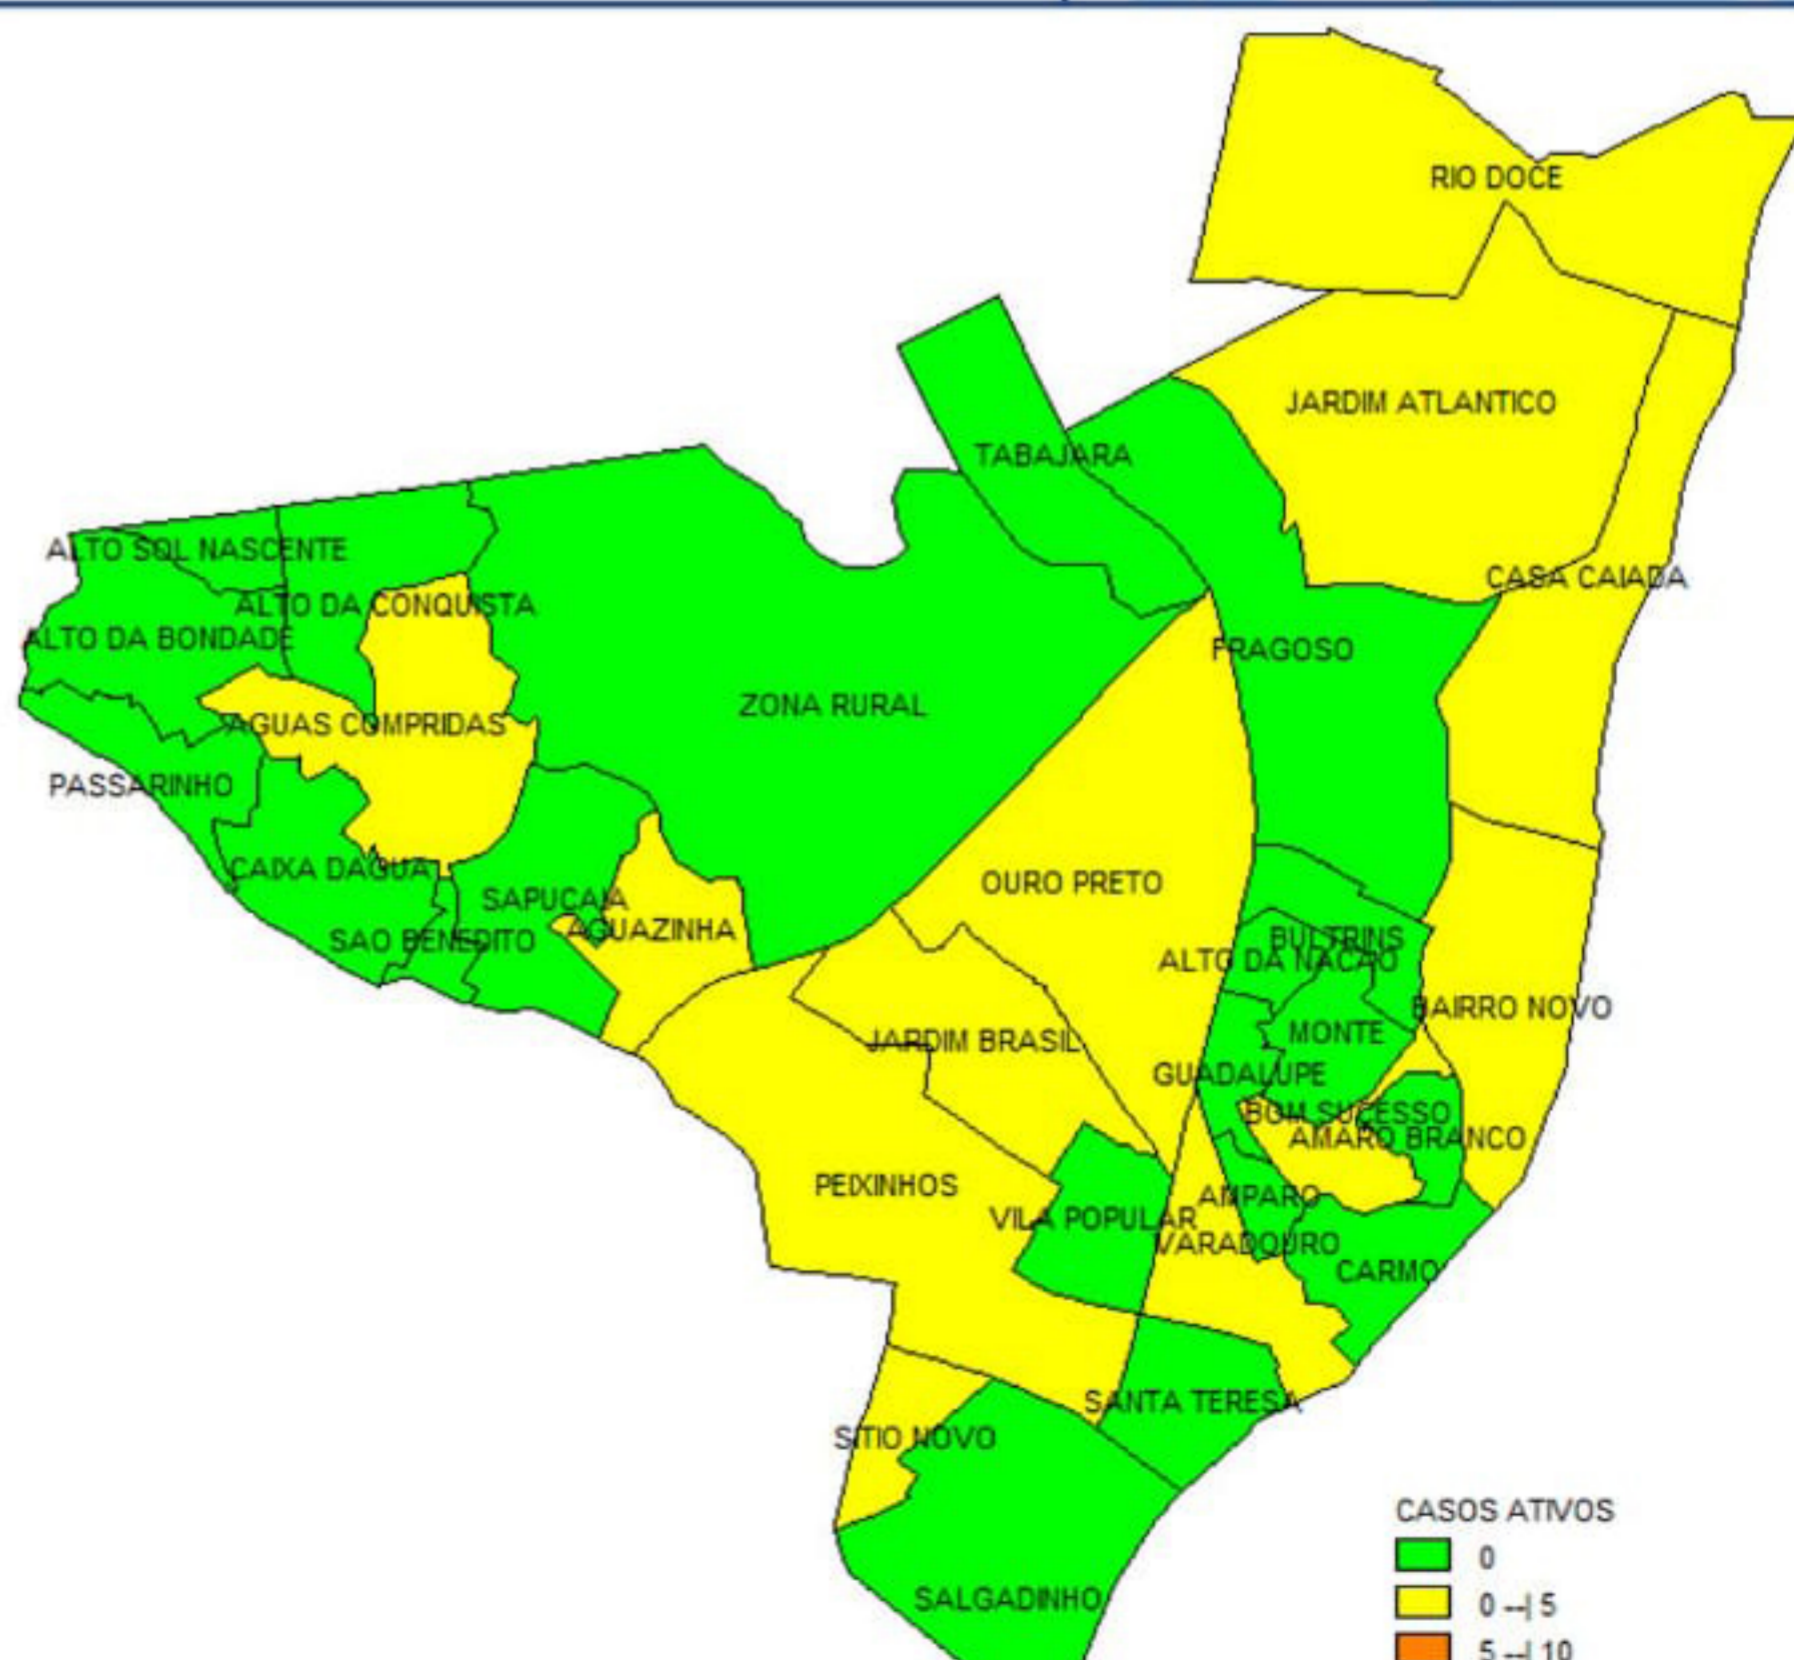 RIO DOCE
JARDIM ATLANTICO
TABAJARA
ALTO SOL NASCENTE
CASA CAIADA
ALTO DA CONQUISTA
ALTO DA BONDADE
FRAGOSO
ZONA RURAL
AGUAS COMPRIDAS
PASSARINHO
CAIXA DAGUA
OURO PRETO
SAPUCAIA
AGUAZINHA
SAO BENEDITO
BULTRINS
ALTO DA NACAO
BAIRRO NOVO
MONTE
JARDIM BRASIL
GUADALUPE
BOM SUCESSO
AMARO BRANCO
PEIXINHOS
AMPARO
VILA POPULAR
VARADOURO
CARMO
SANTA TERESA
SITIO NOVO
SALGADINHO
CASOS ATIVOS
0
0 --| 5
5 --| 10